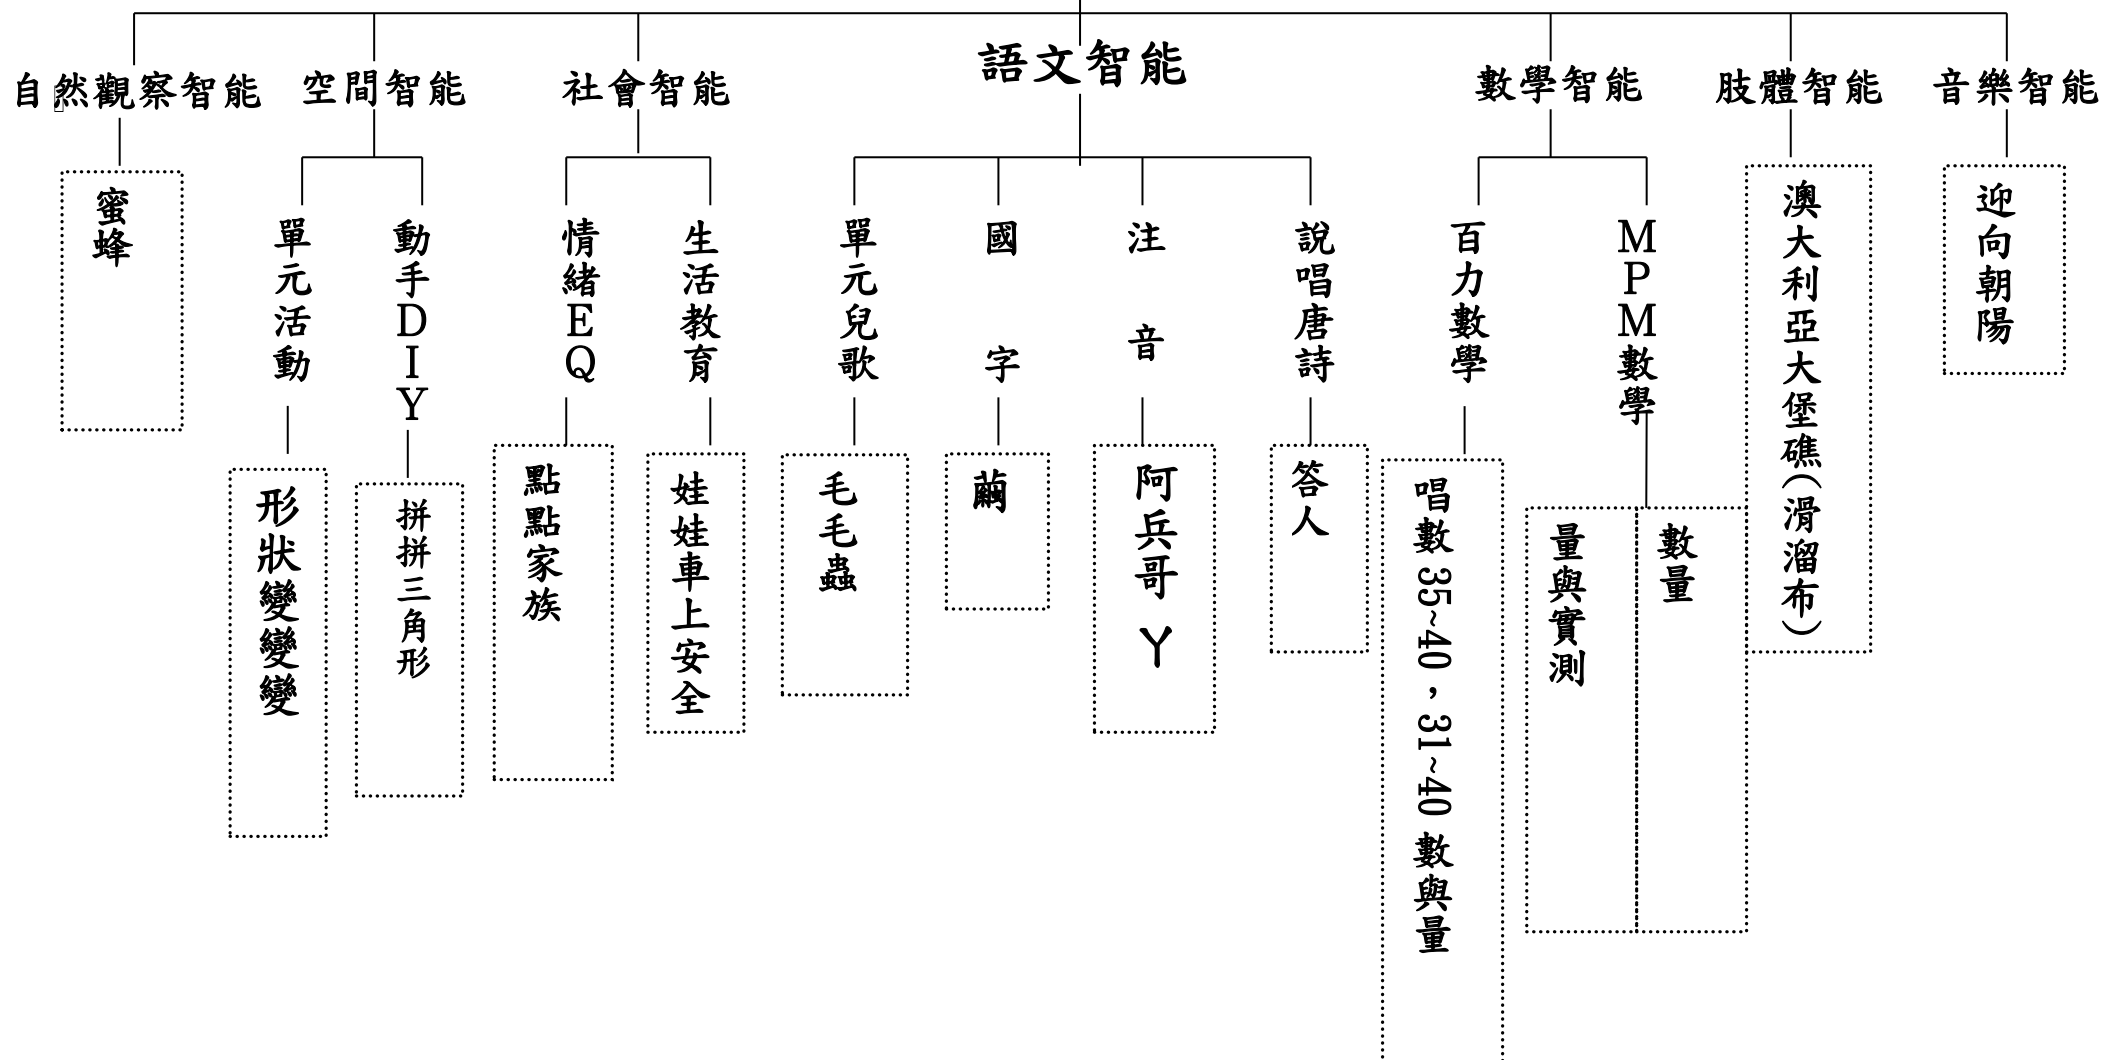 語文智能
自然觀察智能
空間智能
社會智能
數學智能
肢體智能
音樂智能
蜜蜂
單元活動
動手DIY
情緒EQ
生活教育
單元兒歌
國字
注音
說唱唐詩
百力數學
MPM數學
澳大利亞大堡礁(滑溜布)
迎向朝陽
形狀變變變
拼拼三角形
點點家族
娃娃車上安全
毛毛蟲
繭
阿兵哥 ㄚ
答人
唱數 35~40，31~40 數與量
量與實測
數量